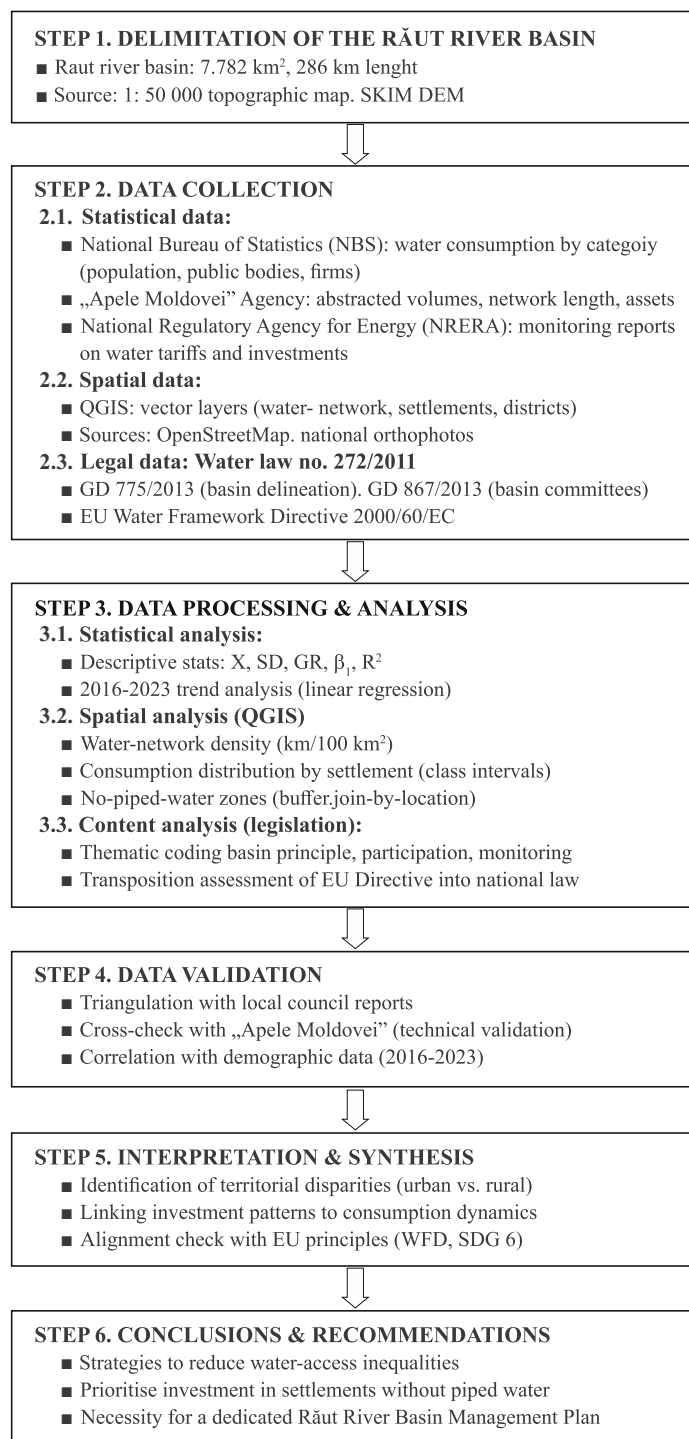 STEP 1. DELIMITATION OF THE RĂUT RIVER BASIN
■ Raut river basin: 7.782 km², 286 km lenght
■ Source: 1: 50 000 topographic map. SKIM DEM
STEP 2. DATA COLLECTION
2.1. Statistical data:
■ National Bureau of Statistics (NBS): water consumption by categoiy
(population, public bodies, firms)
■ „Apele Moldovei” Agency: abstracted volumes, network length, assets
■ National Regulatory Agency for Energy (NRERA): monitoring reports
on water tariffs and investments
2.2. Spatial data:
■ QGIS: vector layers (water- network, settlements, districts)
■ Sources: OpenStreetMap. national orthophotos
2.3. Legal data: Water law no. 272/2011
■ GD 775/2013 (basin delineation). GD 867/2013 (basin committees)
■ EU Water Framework Directive 2000/60/EC
STEP 3. DATA PROCESSING & ANALYSIS
3.1. Statistical analysis:
■ Descriptive stats: X, SD, GR, β₁, R²
■ 2016-2023 trend analysis (linear regression)
3.2. Spatial analysis (QGIS)
■ Water-network density (km/100 km²)
■ Consumption distribution by settlement (class intervals)
■ No-piped-water zones (buffer.join-by-location)
3.3. Content analysis (legislation):
■ Thematic coding basin principle, participation, monitoring
■ Transposition assessment of EU Directive into national law
STEP 4. DATA VALIDATION
■ Triangulation with local council reports
■ Cross-check with „Apele Moldovei” (technical validation)
■ Correlation with demographic data (2016-2023)
STEP 5. INTERPRETATION & SYNTHESIS
■ Identification of territorial disparities (urban vs. rural)
■ Linking investment patterns to consumption dynamics
■ Alignment check with EU principles (WFD, SDG 6)
STEP 6. CONCLUSIONS & RECOMMENDATIONS
■ Strategies to reduce water-access inequalities
■ Prioritise investment in settlements without piped water
■ Necessity for a dedicated Răut River Basin Management Plan